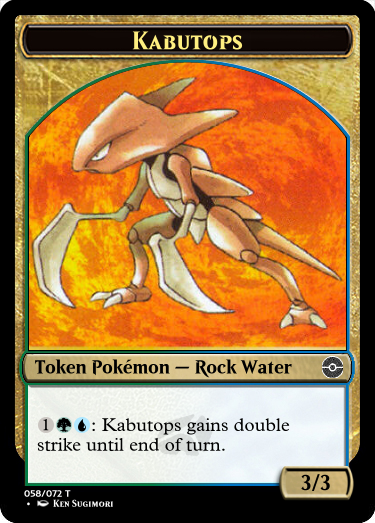 KABUTOPS
Token Pokémon — Rock Water
1: Kabutops gains double
strike until end of turn.
3/3
058/072 T
• KEN SUGIMORI